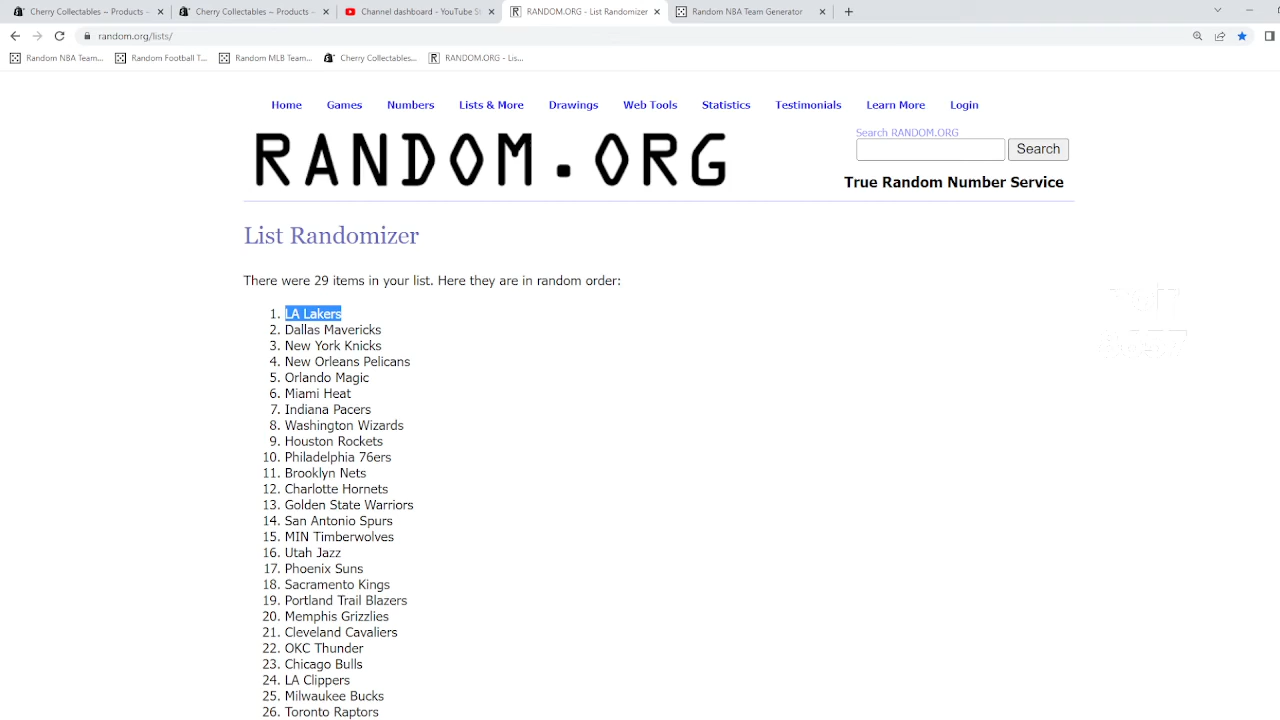 Cherry Collectables ~ Products -
Cherry Collectables ~ Products -
Channel dashboard - YouTube St
RANDOM.ORG - List Randomizer
Random NBA Team Generator
random.org/lists/
Random NBA Team...
Random Football T...
Random MLB Team...
Cherry Collectables...
RANDOM.ORG - Lis...
Home Games Numbers Lists & More Drawings Web Tools Statistics Testimonials Learn More Login
RANDOM.ORG
Search RANDOM.ORG
Search
True Random Number Service
List Randomizer
There were 29 items in your list. Here they are in random order:
1. LA Lakers
2. Dallas Mavericks
3. New York Knicks
4. New Orleans Pelicans
5. Orlando Magic
6. Miami Heat
7. Indiana Pacers
8. Washington Wizards
9. Houston Rockets
10. Philadelphia 76ers
11. Brooklyn Nets
12. Charlotte Hornets
13. Golden State Warriors
14. San Antonio Spurs
15. MIN Timberwolves
16. Utah Jazz
17. Phoenix Suns
18. Sacramento Kings
19. Portland Trail Blazers
20. Memphis Grizzlies
21. Cleveland Cavaliers
22. OKC Thunder
23. Chicago Bulls
24. LA Clippers
25. Milwaukee Bucks
26. Toronto Raptors